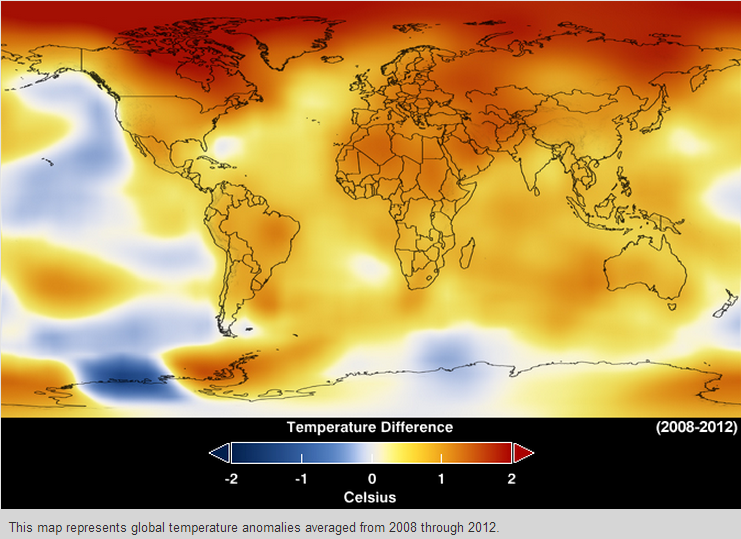 Temperature Difference
(2008-2012)
-2
-1
0
1
2
Celsius
This map represents global temperature anomalies averaged from 2008 through 2012.